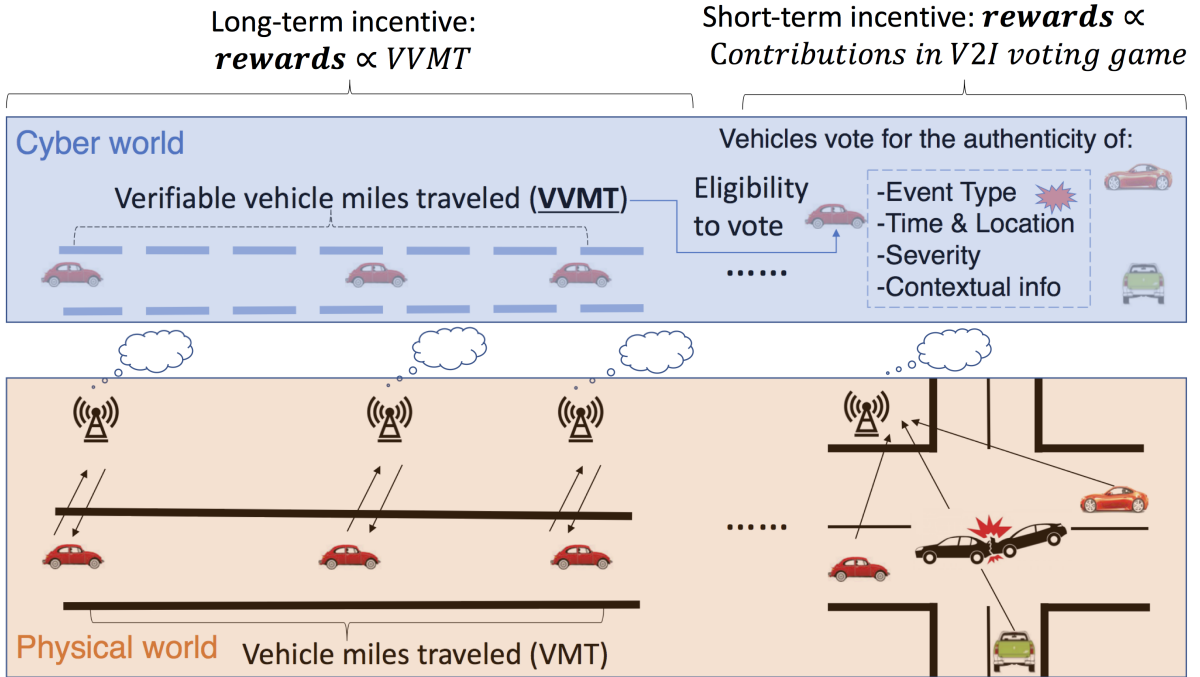 Long-term incentive:
rewards ∝ VVMT
Short-term incentive: rewards ∝
Contributions in V2I voting game
Cyber world
Verifiable vehicle miles traveled (VVMT)
Eligibility
to vote
Vehicles vote for the authenticity of:
-Event Type
-Time & Location
-Severity
-Contextual info
......
......
Physical world
Vehicle miles traveled (VMT)